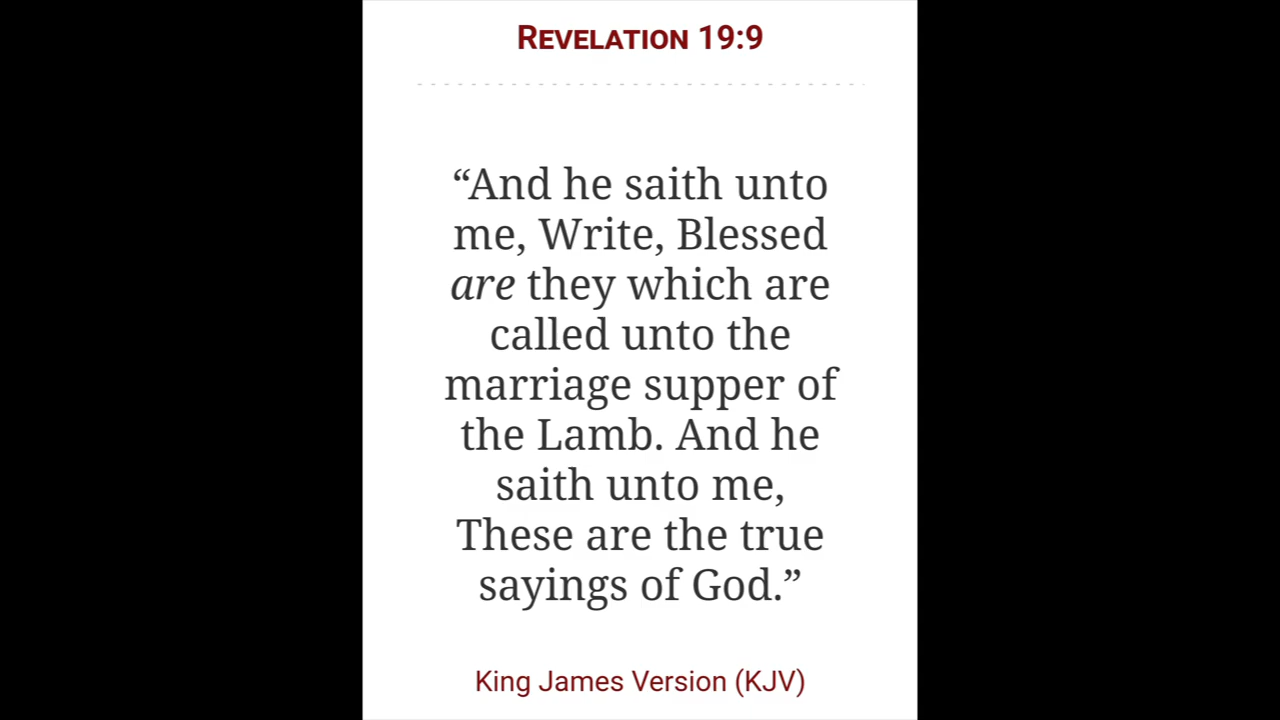 REVELATION 19:9
“And he saith unto
me, Write, Blessed
are they which are
called unto the
marriage supper of
the Lamb. And he
saith unto me,
These are the true
sayings of God.”
King James Version (KJV)